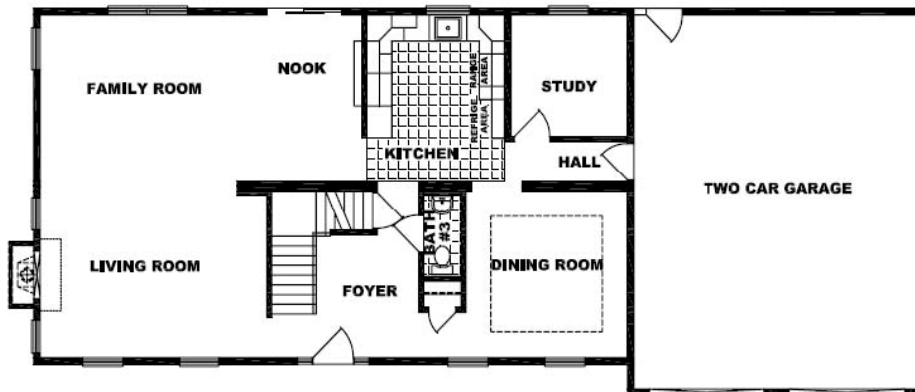 FAMILY ROOM
NOOK
RANGE
AREA
REFRIGE
AREA
STUDY
KITCHEN
HALL
TWO CAR GARAGE
BATH
#3
LIVING ROOM
FOYER
DINING ROOM